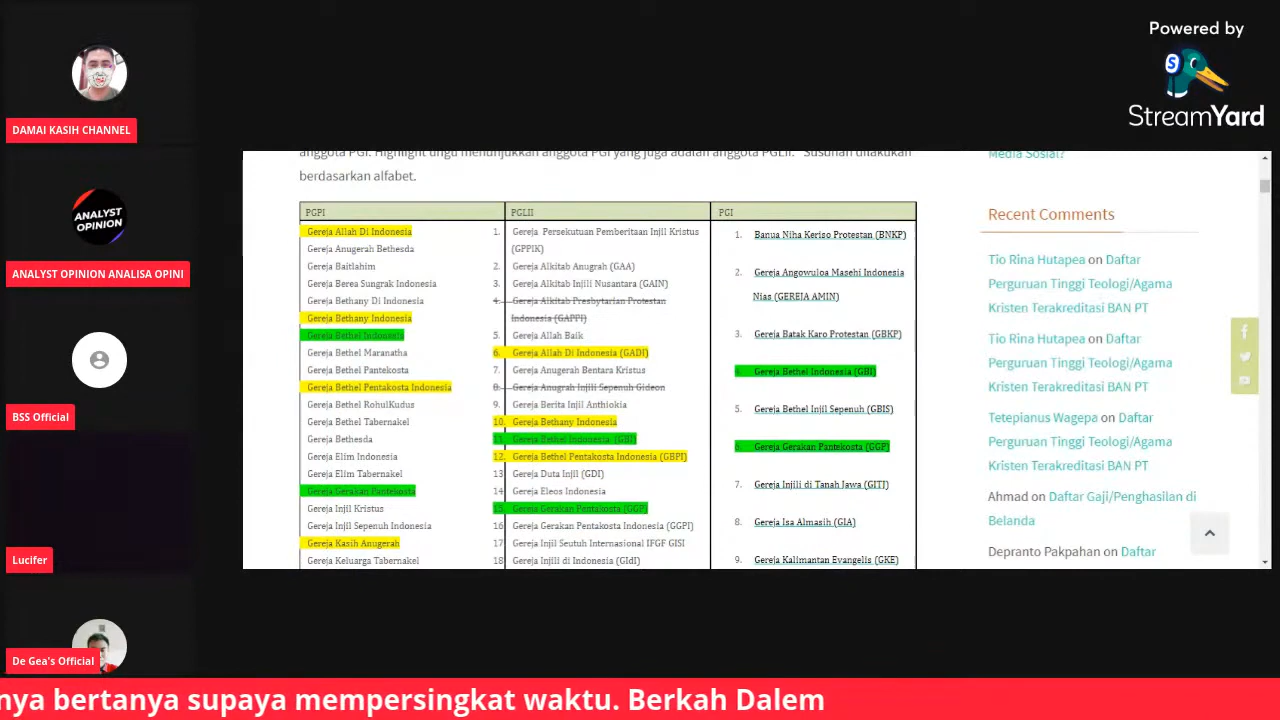 Powered by
StreamYard
DAMAI KASIH CHANNEL
ANALYST
OPINION
ANALYST OPINION ANALISA OPINI
BSS Official
Lucifer
De Gea's Official
anggota PGI. Highlight ungu menunjukkan anggota PGI yang juga adalah anggota PGLII. Susunan dilakukan
berdasarkan alfabet.
PGPI
Gereja Allah Di Indonesia
Gereja Anugerah Bethesda
Gereja Baitlahim
Gereja Berea Sungrak Indonesia
Gereja Bethany Di Indonesia
Gereja Bethany Indonesia
Gereja Bethel Indonesia
Gereja Bethel Maranatha
Gereja Bethel Pantekosta
Gereja Bethel Pentakosta Indonesia
Gereja Bethel RohulKudus
Gereja Bethel Tabernakel
Gereja Bethesda
Gereja Elim Indonesia
Gereja Elim Tabernakel
Gereja Gerakan Pantekosta
Gereja Injil Kristus
Gereja Injil Sepenuh Indonesia
Gereja Kasih Anugerah
Gereja Keluarga Tabernakel
PGLII
1. Gereja Persekutuan Pemberitaan Injil Kristus
(GPPIK)
2. Gereja Alkitab Anugrah (GAA)
3. Gereja Alkitab Injili Nusantara (GAIN)
4. Gereja Alkitab Presbytarian Protestan
Indonesia (GAPPI)
5. Gereja Allah Baik
6. Gereja Allah Di Indonesia (GADI)
7. Gereja Anugerah Bentara Kristus
8. Gereja Anugrah Injili Sepenuh Gideon
9. Gereja Berita Injil Anthiokia
10. Gereja Bethany Indonesia
11. Gereja Bethel Indonesia (GBI)
12. Gereja Bethel Pentakosta Indonesia (GBPI)
13 Gereja Duta Injil (GDI)
14 Gereja Eleos Indonesia
15. Gereja Gerakan Pentakosta (GGP)
16 Gereja Gerakan Pentakosta Indonesia (GGPI)
17 Gereja Injil Seutuh Internasional IFGF GISI
18 Gereja Injili di Indonesia (GIdI)
PGI
1. Banua Niha Keriso Protestan (BNKP)
2. Gereja Angowuloa Masehi Indonesia
Nias (GEREJA AMIN)
3. Gereja Batak Karo Protestan (GBKP)
4. Gereja Bethel Indonesia (GBI)
5. Gereja Bethel Injil Sepenuh (GBIS)
6. Gereja Gerakan Pantekosta (GGP)
7. Gereja Injili di Tanah Jawa (GITJ)
8. Gereja Isa Almasih (GIA)
9. Gereja Kalimantan Evangelis (GKE)
Media Sosial?
Recent Comments
Tio Rina Hutapea on Daftar
Perguruan Tinggi Teologi/Agama
Kristen Terakreditasi BAN PT
Tio Rina Hutapea on Daftar
Perguruan Tinggi Teologi/Agama
Kristen Terakreditasi BAN PT
Tetepianus Wagepa on Daftar
Perguruan Tinggi Teologi/Agama
Kristen Terakreditasi BAN PT
Ahmad on Daftar Gaji/Penghasilan di
Belanda
Depranto Pakpahan on Daftar
nya bertanya supaya mempersingkat waktu. Berkah Dalem